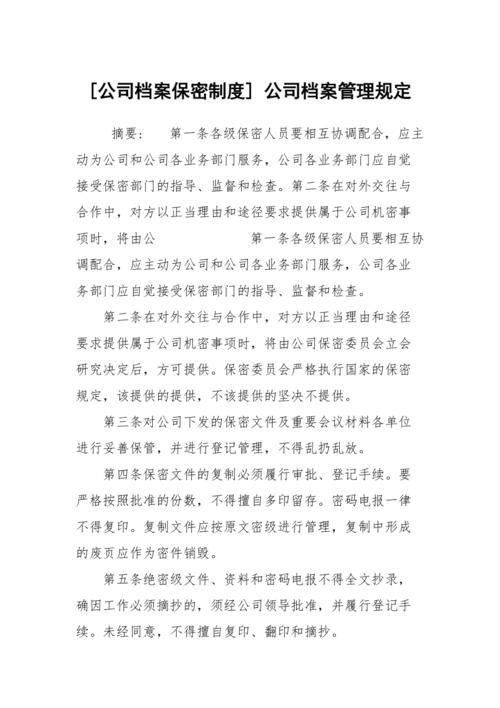 [公司档案保密制度] 公司档案管理规定
摘要： 第一条各级保密人员要相互协调配合，应主
动为公司和公司各业务部门服务，公司各业务部门应自觉
接受保密部门的指导、监督和检查。第二条在对外交往与
合作中，对方以正当理由和途径要求提供属于公司机密事
项时，将由公 第一条各级保密人员要相互协
调配合，应主动为公司和公司各业务部门服务，公司各业
务部门应自觉接受保密部门的指导、监督和检查。
第二条在对外交往与合作中，对方以正当理由和途径
要求提供属于公司机密事项时，将由公司保密委员会立会
研究决定后，方可提供。保密委员会严格执行国家的保密
规定，该提供的提供，不该提供的坚决不提供。
第三条对公司下发的保密文件及重要会议材料各单位
进行妥善保管，并进行登记管理，不得乱扔乱放。
第四条保密文件的复制必须履行审批、登记手续。要
严格按照批准的份数，不得擅自多印留存。密码电报一律
不得复印。复制文件应按原文密级进行管理，复制中形成
的废页应作为密件销毁。
第五条绝密级文件、资料和密码电报不得全文抄录，
确因工作必须摘抄的，须经公司领导批准，并履行登记手
续。未经同意，不得擅自复印、翻印和摘抄。